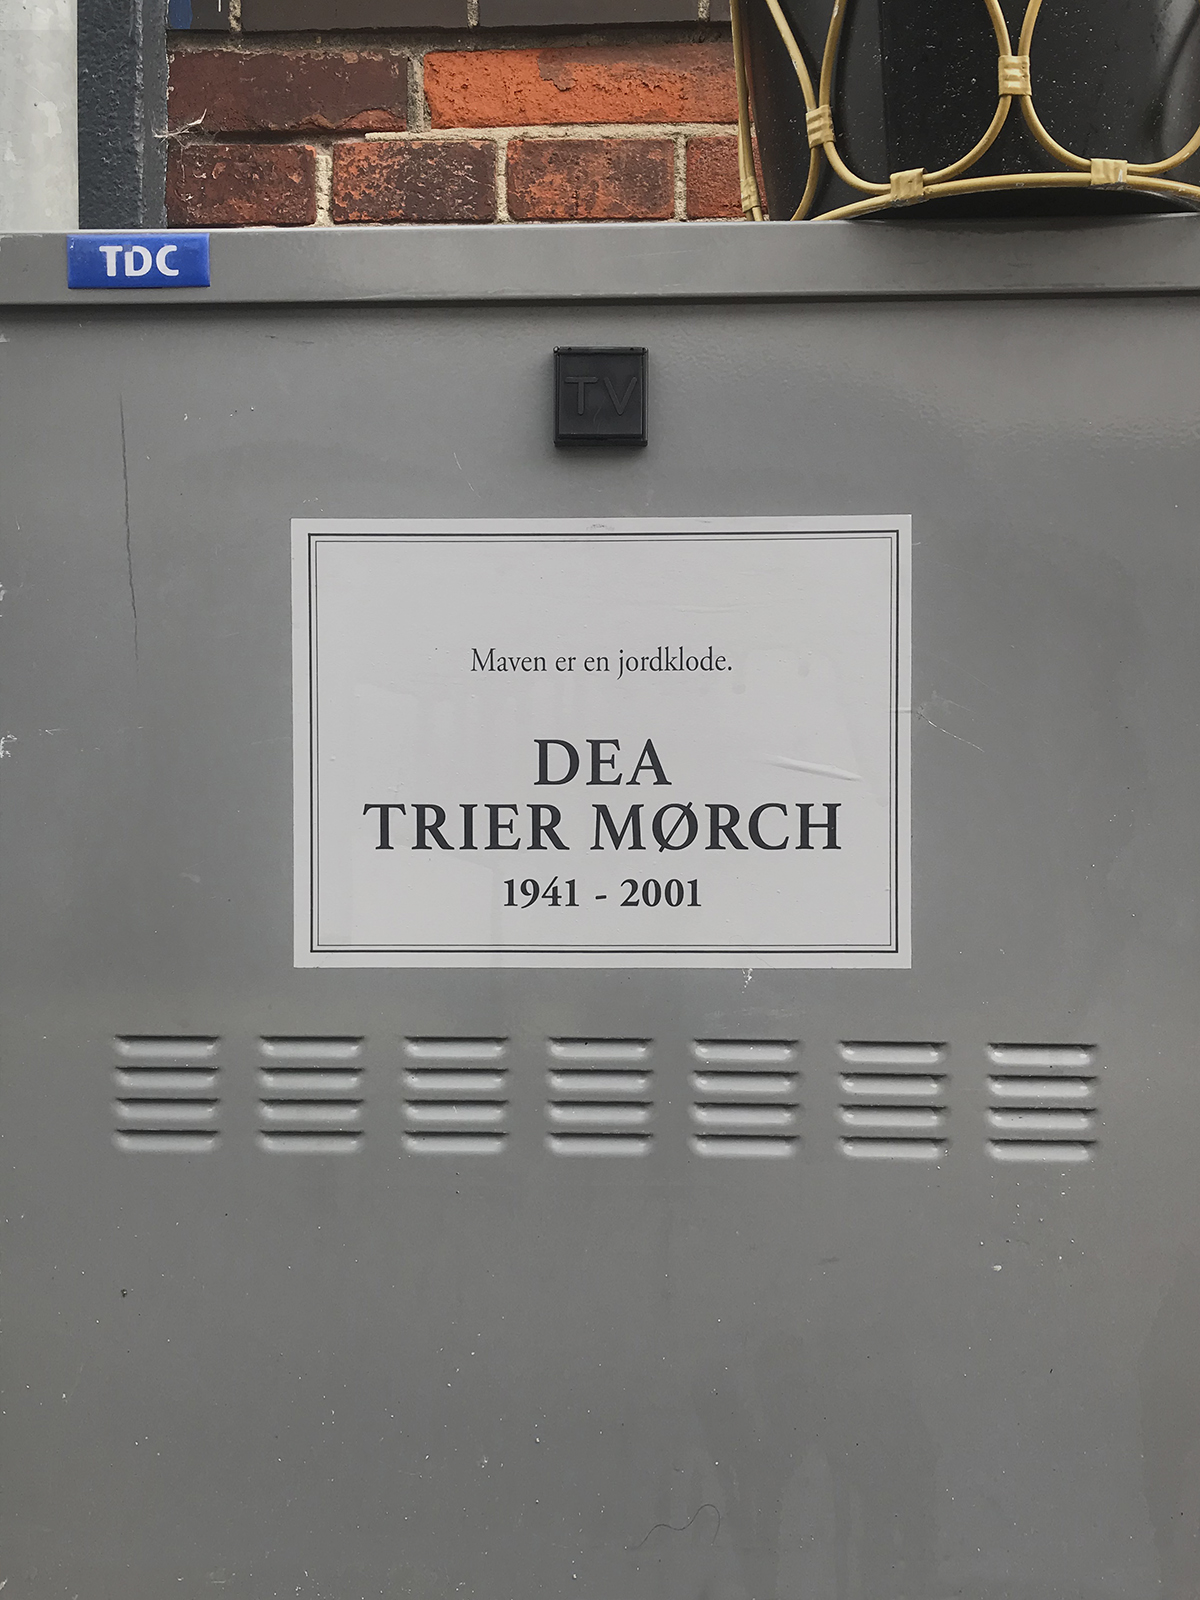 TDC
TV
Maven er en jordklode.
DEA
TRIER MØRCH
1941 - 2001